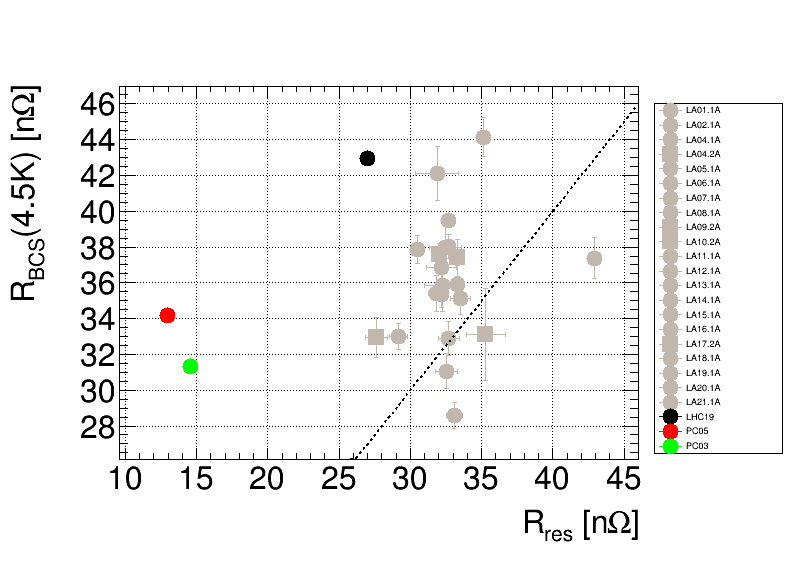 R_BCS(4.5K) [nΩ]
46
44
42
40
38
36
34
32
30
28
10 15 20 25 30 35 40 45
R_res [nΩ]
LA01.1A
LA02.1A
LA04.1A
LA04.2A
LA05.1A
LA06.1A
LA07.1A
LA08.1A
LA09.2A
LA10.2A
LA11.1A
LA12.1A
LA13.1A
LA14.1A
LA15.1A
LA16.1A
LA17.2A
LA18.1A
LA19.1A
LA20.1A
LA21.1A
LHC19
PC05
PC03